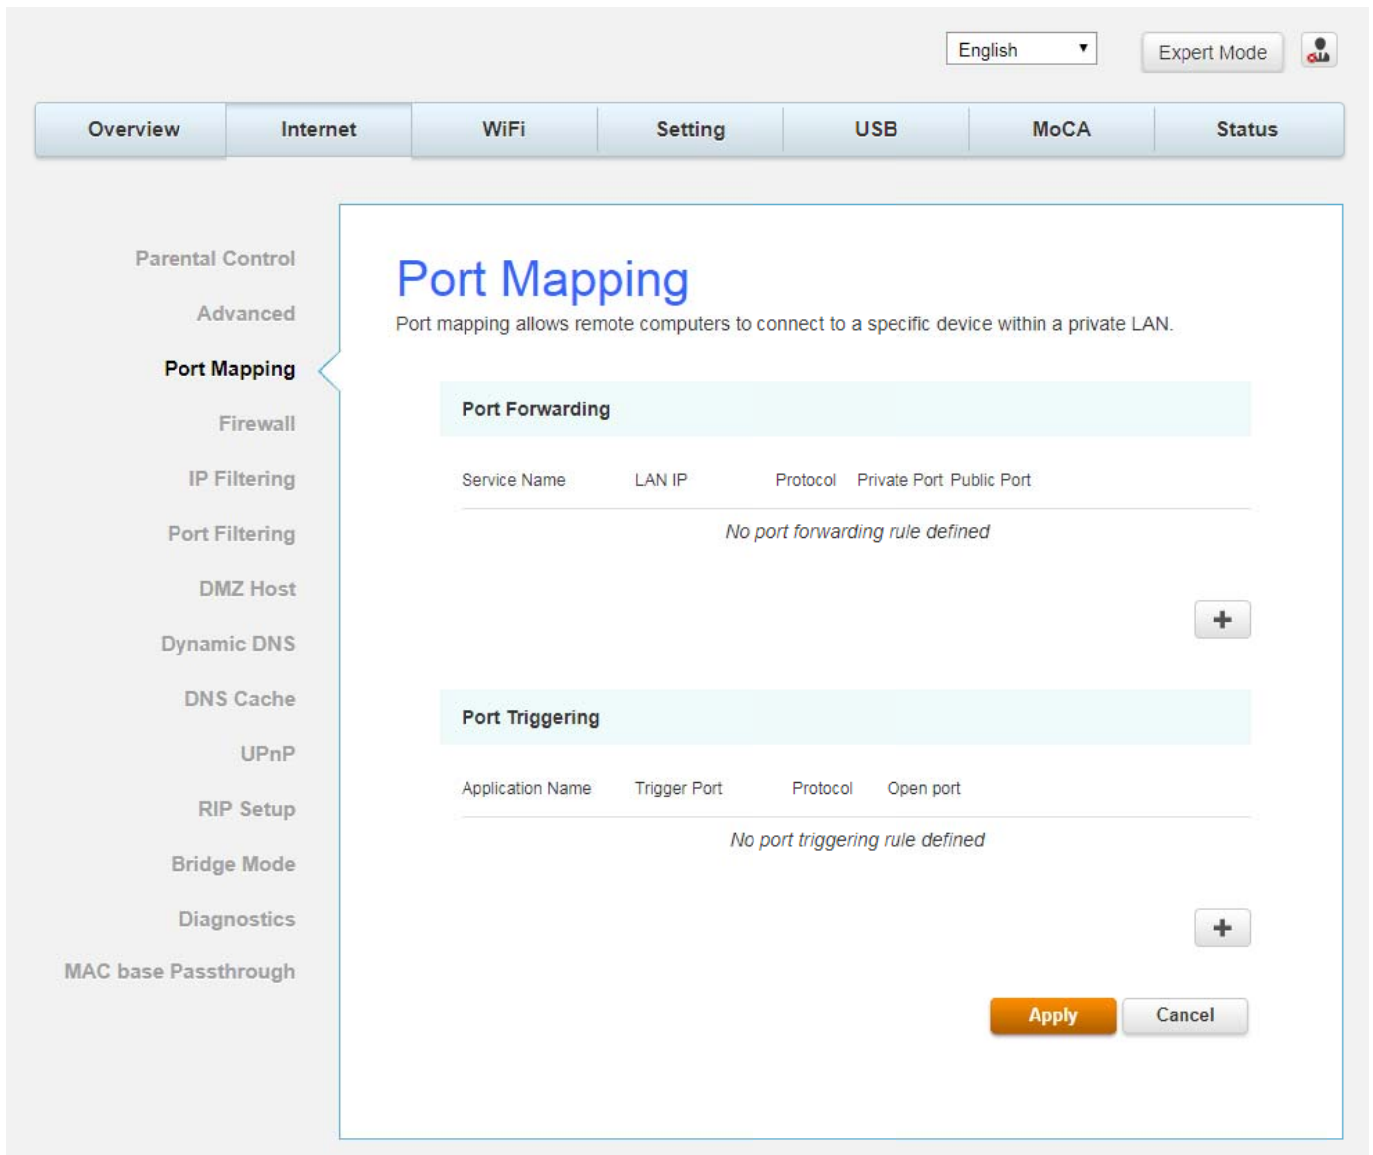 English
Expert Mode
Overview
Internet
WiFi
Setting
USB
MoCA
Status
Parental Control
Advanced
Port Mapping
Firewall
IP Filtering
Port Filtering
DMZ Host
Dynamic DNS
DNS Cache
UPnP
RIP Setup
Bridge Mode
Diagnostics
MAC base Passthrough
Port Mapping
Port mapping allows remote computers to connect to a specific device within a private LAN.
Port Forwarding
Service Name LAN IP Protocol Private Port Public Port
No port forwarding rule defined
Port Triggering
Application Name Trigger Port Protocol Open port
No port triggering rule defined
Apply
Cancel